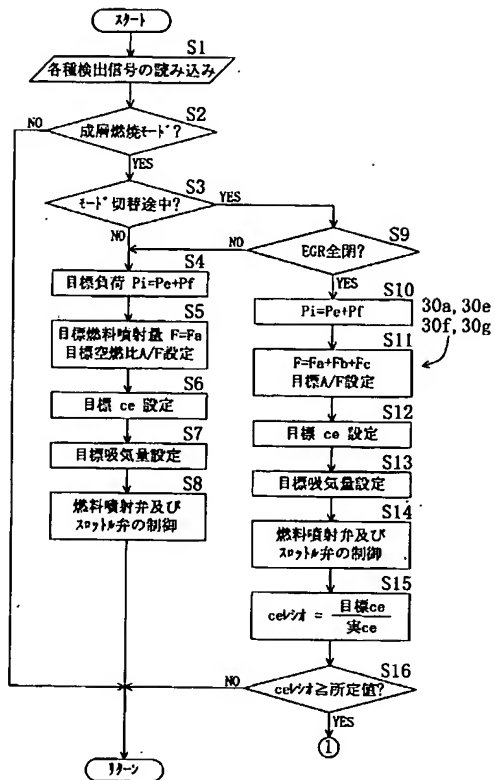 スタート
S1
各種検出信号の読み込み
S2
成層燃焼モード?
NO
YES
S3
モード切替途中?
YES
NO
S9
EGR全閉?
NO
YES
S4
目標負荷 Pi=Pe+Pf
S5
目標燃料噴射量 F=Fa
目標空燃比A/F設定
S6
目標 ce 設定
S7
目標吸気量設定
S8
燃料噴射弁及び
スロットル弁の制御
S10
Pi=Pe+Pf
30a, 30e
30f, 30g
S11
F=Fa+Fb+Fc
目標A/F設定
S12
目標 ce 設定
S13
目標吸気量設定
S14
燃料噴射弁及び
スロットル弁の制御
S15
ceレシオ = 目標ce
実ce
S16
ceレシオ≧所定値?
NO
YES
①
リターン